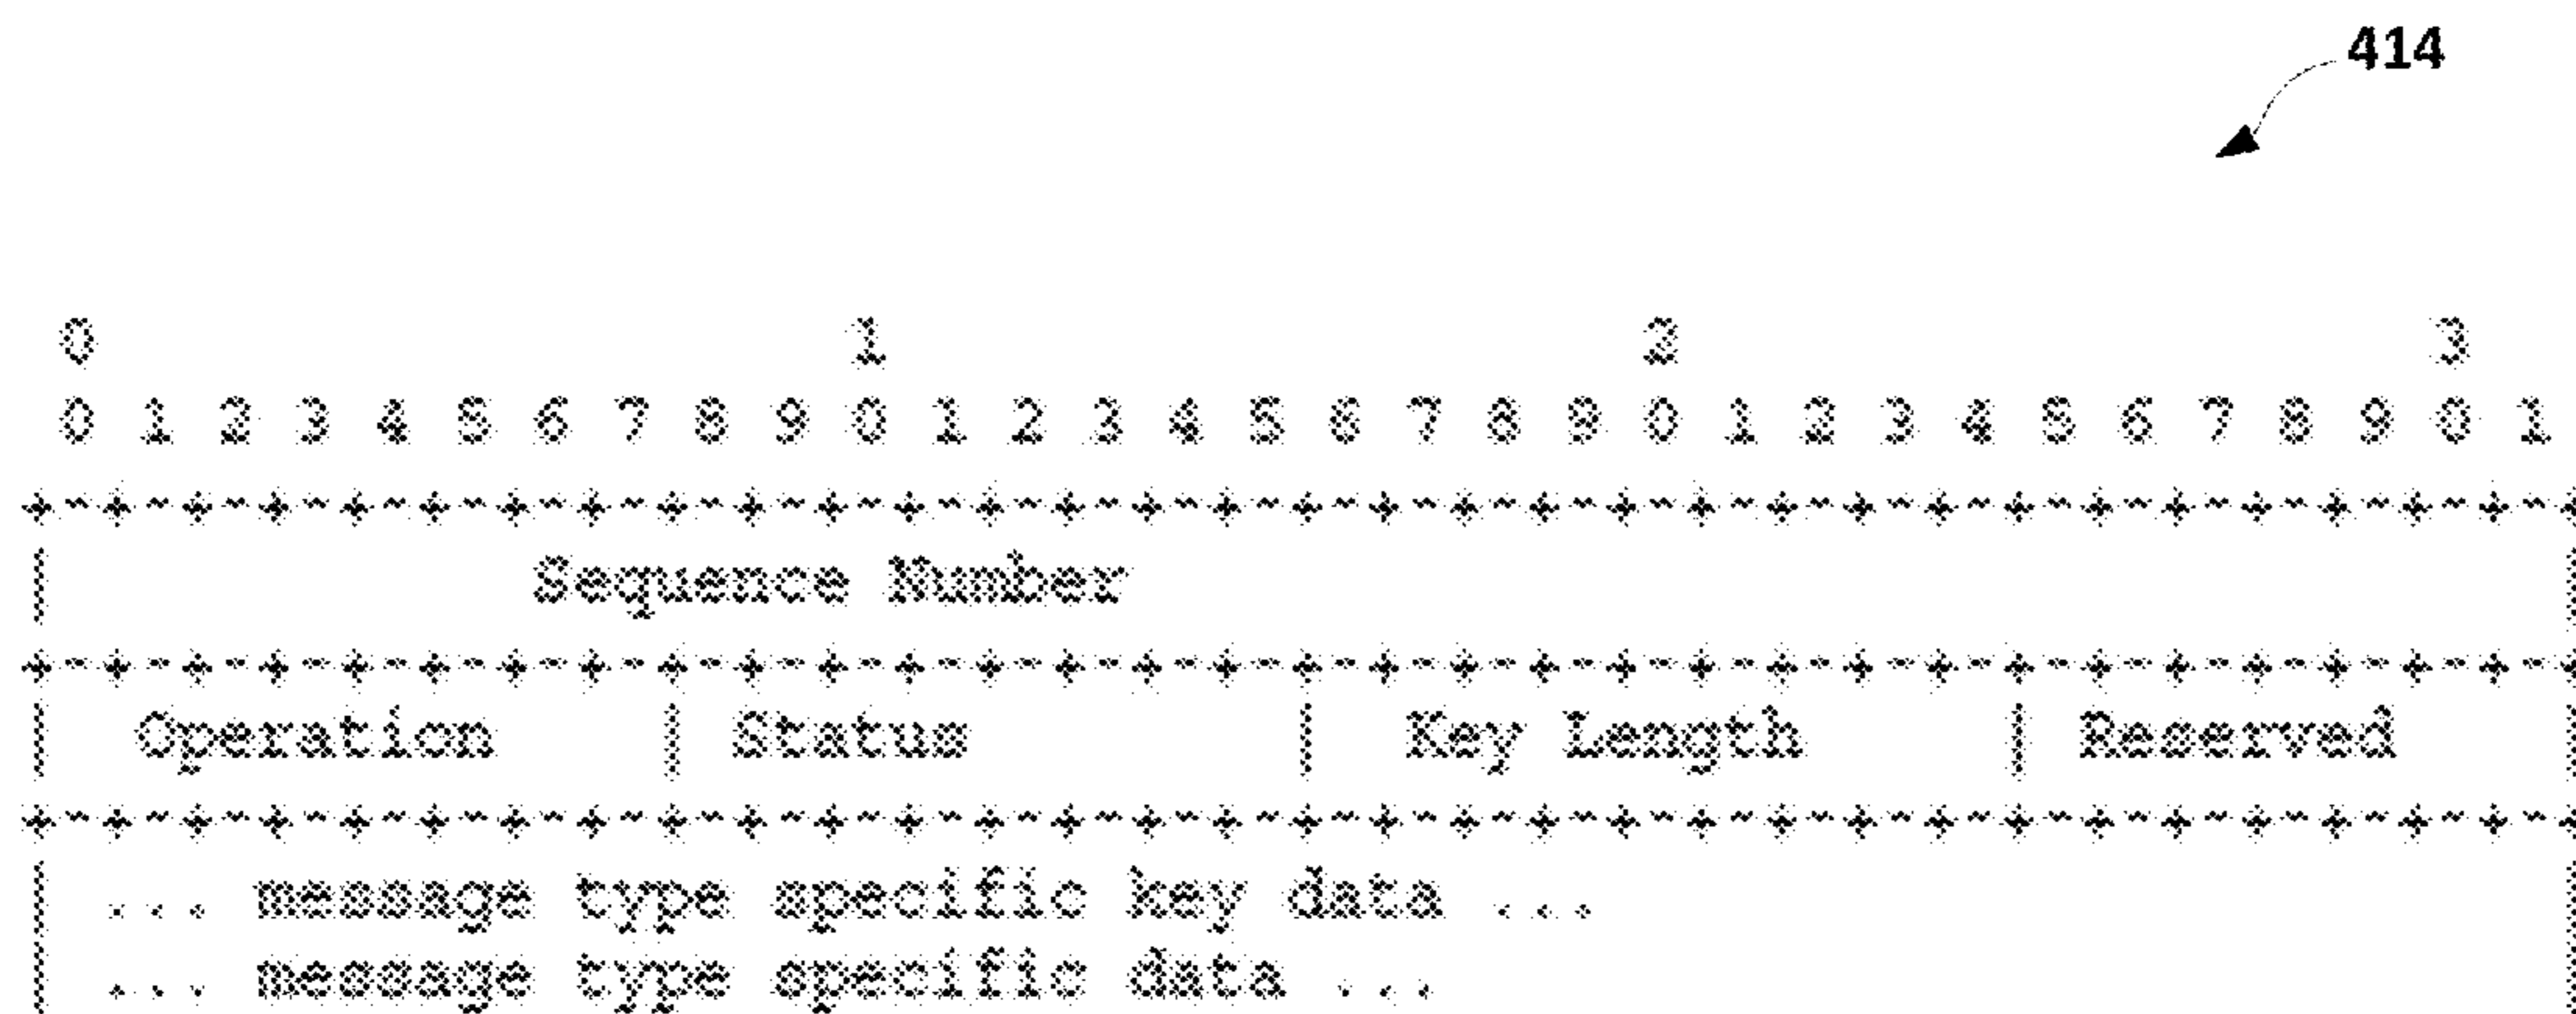 414
0 1 2 3
0 1 2 3 4 5 6 7 8 9 0 1 2 3 4 5 6 7 8 9 0 1 2 3 4 5 6 7 8 9 0 1
+-+-+-+-+-+-+-+-+-+-+-+-+-+-+-+-+-+-+-+-+-+-+-+-+-+-+-+-+-+-+-+-+
| Sequence Number |
+-+-+-+-+-+-+-+-+-+-+-+-+-+-+-+-+-+-+-+-+-+-+-+-+-+-+-+-+-+-+-+-+
| Operation | Status | Key Length | Reserved |
+-+-+-+-+-+-+-+-+-+-+-+-+-+-+-+-+-+-+-+-+-+-+-+-+-+-+-+-+-+-+-+-+
| ... message type specific key data ... |
| ... message type specific data ... |